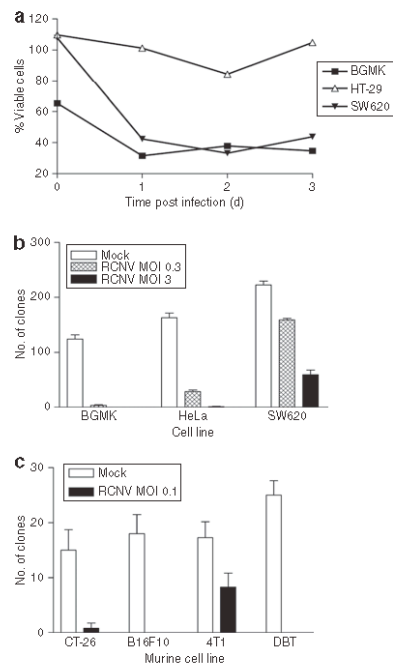 a
120
100
80
60
40
20
% Viable cells
0 1 2 3
Time post infection (d)
BGMK
HT-29
SW620
b
300
200
100
0
No. of clones
Mock
RCNV MOI 0.3
RCNV MOI 3
BGMK HeLa SW620
Cell line
c
30
20
10
0
No. of clones
Mock
RCNV MOI 0.1
CT-26 B16F10 4T1 DBT
Murine cell line